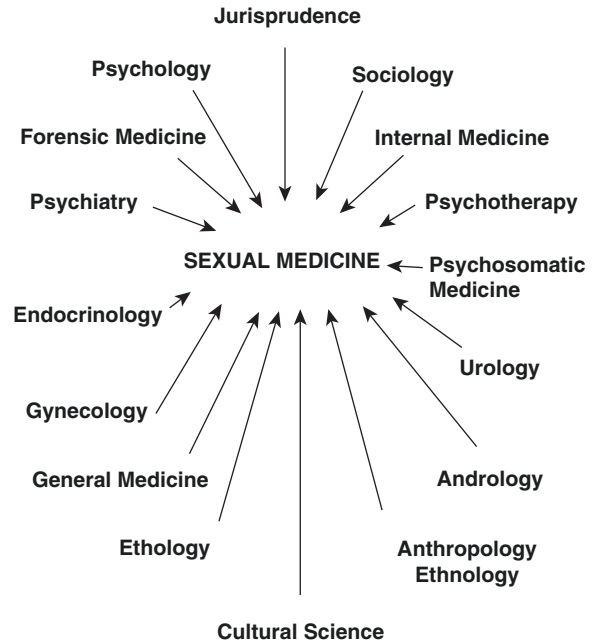 Jurisprudence
Psychology
Sociology
Forensic Medicine
Internal Medicine
Psychiatry
Psychotherapy
SEXUAL MEDICINE
Psychosomatic
Medicine
Endocrinology
Urology
Gynecology
General Medicine
Andrology
Ethology
Anthropology
Ethnology
Cultural Science